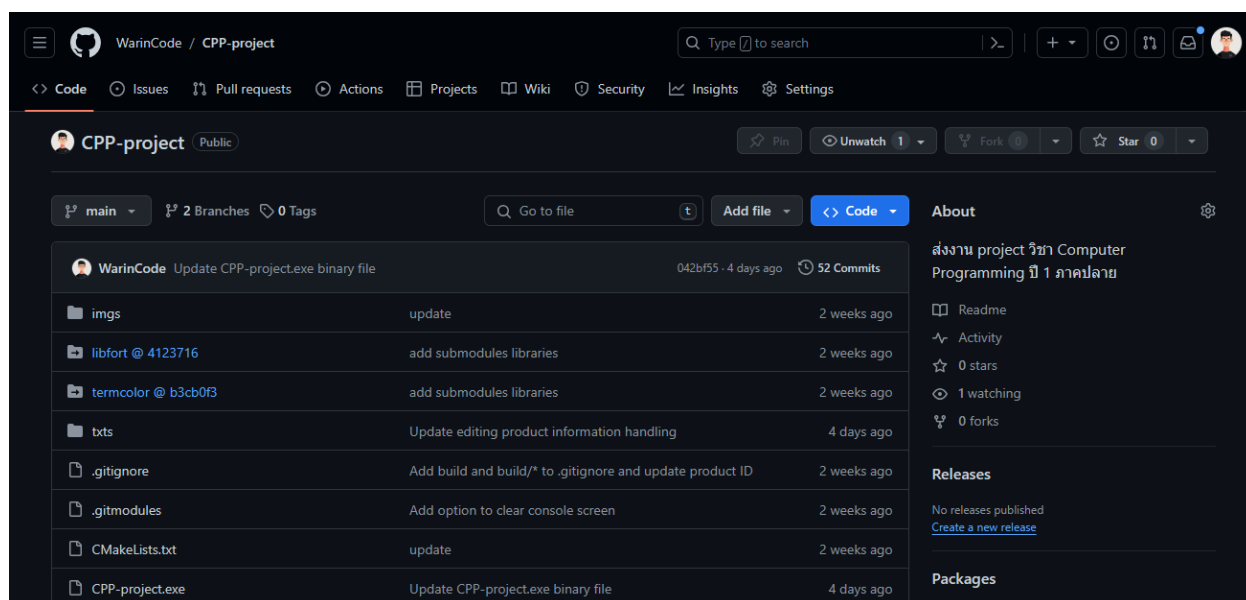 WarinCode / CPP-project
Type / to search
Code Issues Pull requests Actions Projects Wiki Security Insights Settings
CPP-project Public
Pin Unwatch 1 Fork 0 Star 0
main 2 Branches 0 Tags Go to file t Add file Code
WarinCode Update CPP-project.exe binary file 042bf55 · 4 days ago 52 Commits
imgs update 2 weeks ago
libfort @ 4123716 add submodules libraries 2 weeks ago
termcolor @ b3cb0f3 add submodules libraries 2 weeks ago
txts Update editing product information handling 4 days ago
.gitignore Add build and build/* to .gitignore and update product ID 2 weeks ago
.gitmodules Add option to clear console screen 2 weeks ago
CMakeLists.txt update 2 weeks ago
CPP-project.exe Update CPP-project.exe binary file 4 days ago
About
ส่งงาน project วิชา Computer
Programming ปี 1 ภาคปลาย
Readme
Activity
0 stars
1 watching
0 forks
Releases
No releases published
Create a new release
Packages